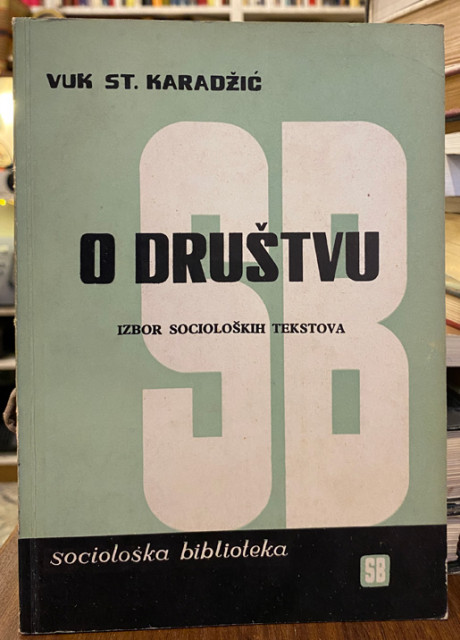 VUK ST. KARADŽIĆ
SB
O DRUŠTVU
IZBOR SOCIOLOŠKIH TEKSTOVA
sociološka biblioteka
SB